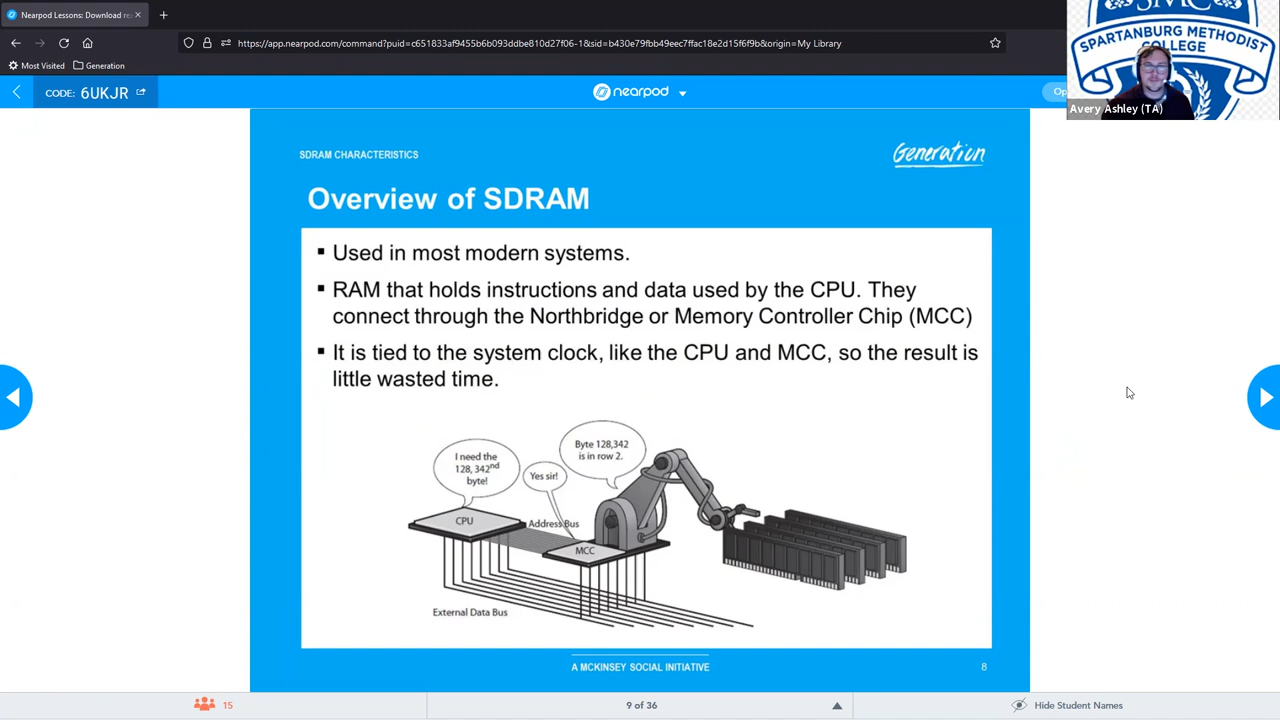 Nearpod Lessons: Download re
https://app.nearpod.com/command?puid=c651833af9455b6b093ddbe810d27f06-1&sid=b430e79fbb49eec7ffac18e2d15f6f9b&origin=My Library
Most Visited
Generation
CODE: 6UKJR
nearpod
Op
SMC
SPARTANBURG METHODIST
COLLEGE
Avery Ashley (TA)
SDRAM CHARACTERISTICS
Generation
Overview of SDRAM
▪ Used in most modern systems.
▪ RAM that holds instructions and data used by the CPU. They
connect through the Northbridge or Memory Controller Chip (MCC)
▪ It is tied to the system clock, like the CPU and MCC, so the result is
little wasted time.
I need the
128, 342nd
byte!
Yes sir!
Byte 128,342
is in row 2.
CPU
Address Bus
MCC
External Data Bus
A MCKINSEY SOCIAL INITIATIVE
8
15
9 of 36
Hide Student Names